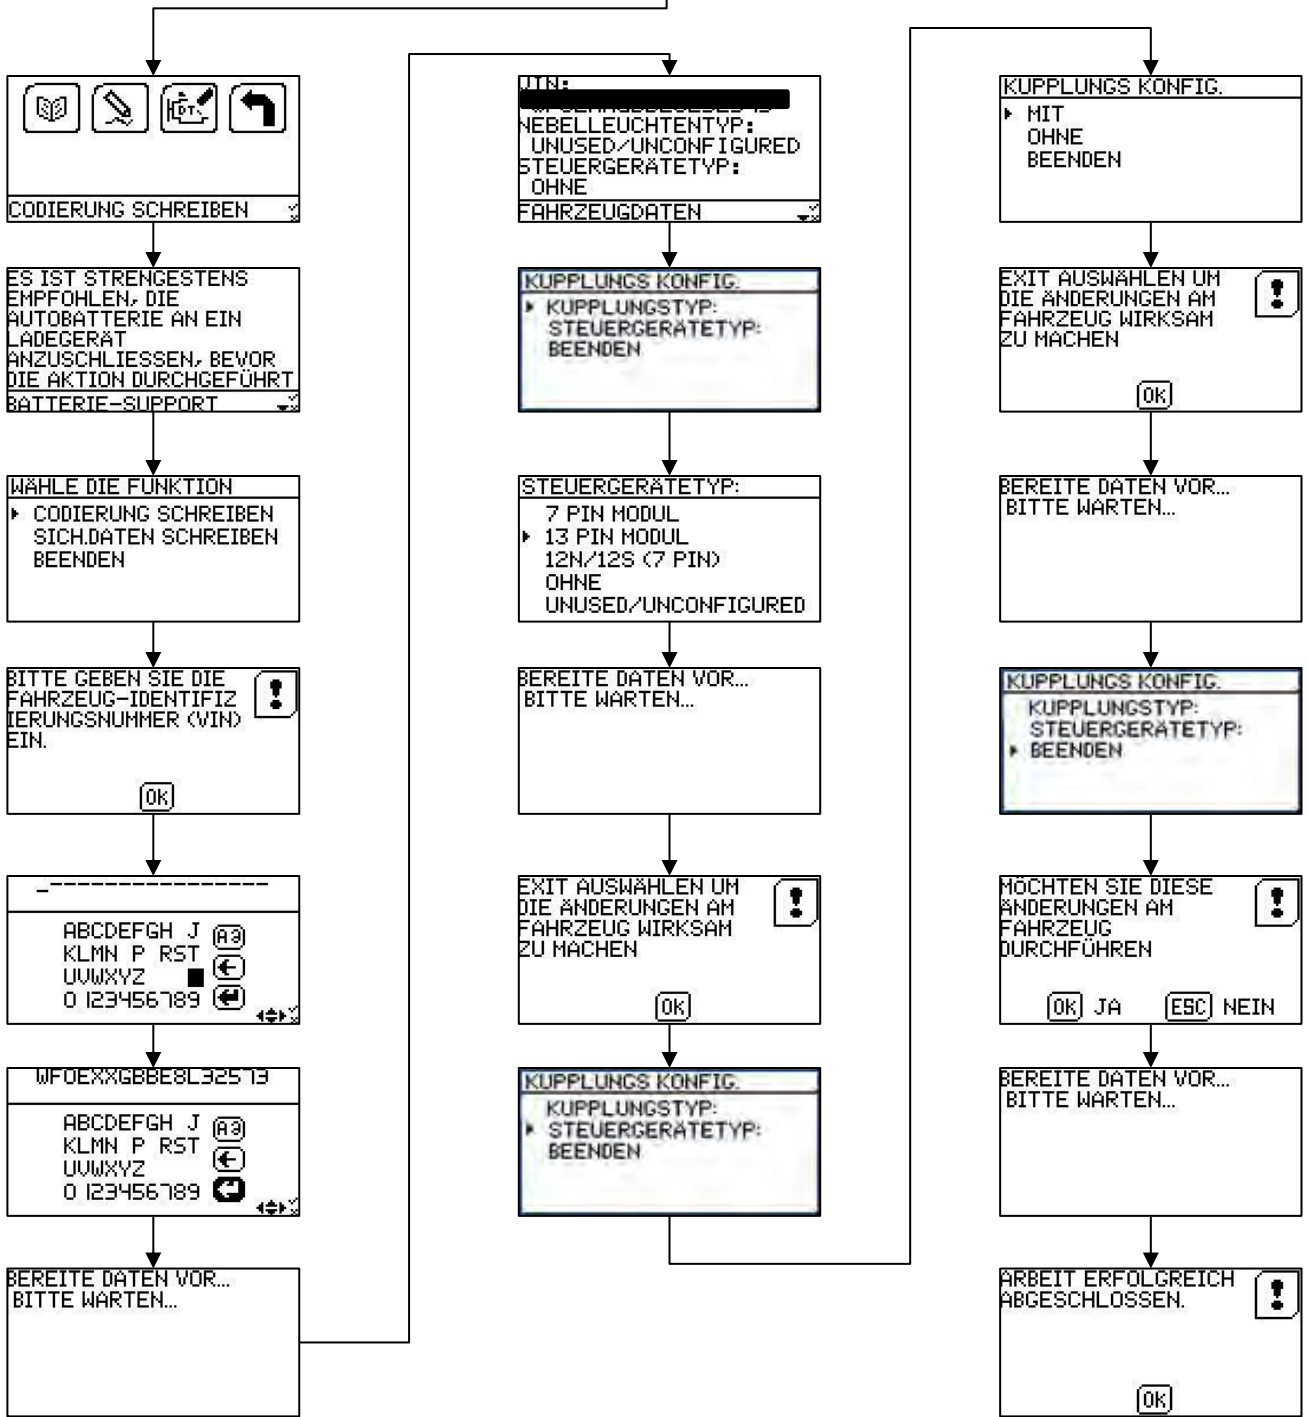 CODIERUNG SCHREIBEN
ES IST STRENGESTENS
EMPFOHLEN, DIE
AUTOBATTERIE AN EIN
LADEGERÄT
ANZUSCHLIESSEN, BEVOR
DIE AKTION DURCHGEFÜHRT
BATTERIE-SUPPORT
WÄHLE DIE FUNKTION
CODIERUNG SCHREIBEN
SICH.DATEN SCHREIBEN
BEENDEN
BITTE GEBEN SIE DIE
FAHRZEUG-IDENTIFIZ
IERUNGSNUMMER (VIN)
EIN.
OK
ABCDEFGH J
KLMN P RST
UVWXYZ
0 123456789
WF0EXXGBBE8L32573
ABCDEFGH J
KLMN P RST
UVWXYZ
0 123456789
BEREITE DATEN VOR...
BITTE WARTEN...
VIN:
NEBELLEUCHTENTYP:
UNUSED/UNCONFIGURED
STEUERGERÄTETYP:
OHNE
FAHRZEUGDATEN
KUPPLUNGS KONFIG.
KUPPLUNGSTYP:
STEUERGERÄTETYP:
BEENDEN
STEUERGERÄTETYP:
7 PIN MODUL
13 PIN MODUL
12N/12S (7 PIN)
OHNE
UNUSED/UNCONFIGURED
BEREITE DATEN VOR...
BITTE WARTEN...
EXIT AUSWÄHLEN UM
DIE ÄNDERUNGEN AM
FAHRZEUG WIRKSAM
ZU MACHEN
OK
KUPPLUNGS KONFIG.
KUPPLUNGSTYP:
STEUERGERÄTETYP:
BEENDEN
KUPPLUNGS KONFIG.
MIT
OHNE
BEENDEN
EXIT AUSWÄHLEN UM
DIE ÄNDERUNGEN AM
FAHRZEUG WIRKSAM
ZU MACHEN
OK
BEREITE DATEN VOR...
BITTE WARTEN...
KUPPLUNGS KONFIG.
KUPPLUNGSTYP:
STEUERGERÄTETYP:
BEENDEN
MÖCHTEN SIE DIESE
ÄNDERUNGEN AM
FAHRZEUG
DURCHFÜHREN
OK JA ESC NEIN
BEREITE DATEN VOR...
BITTE WARTEN...
ARBEIT ERFOLGREICH
ABGESCHLOSSEN.
OK